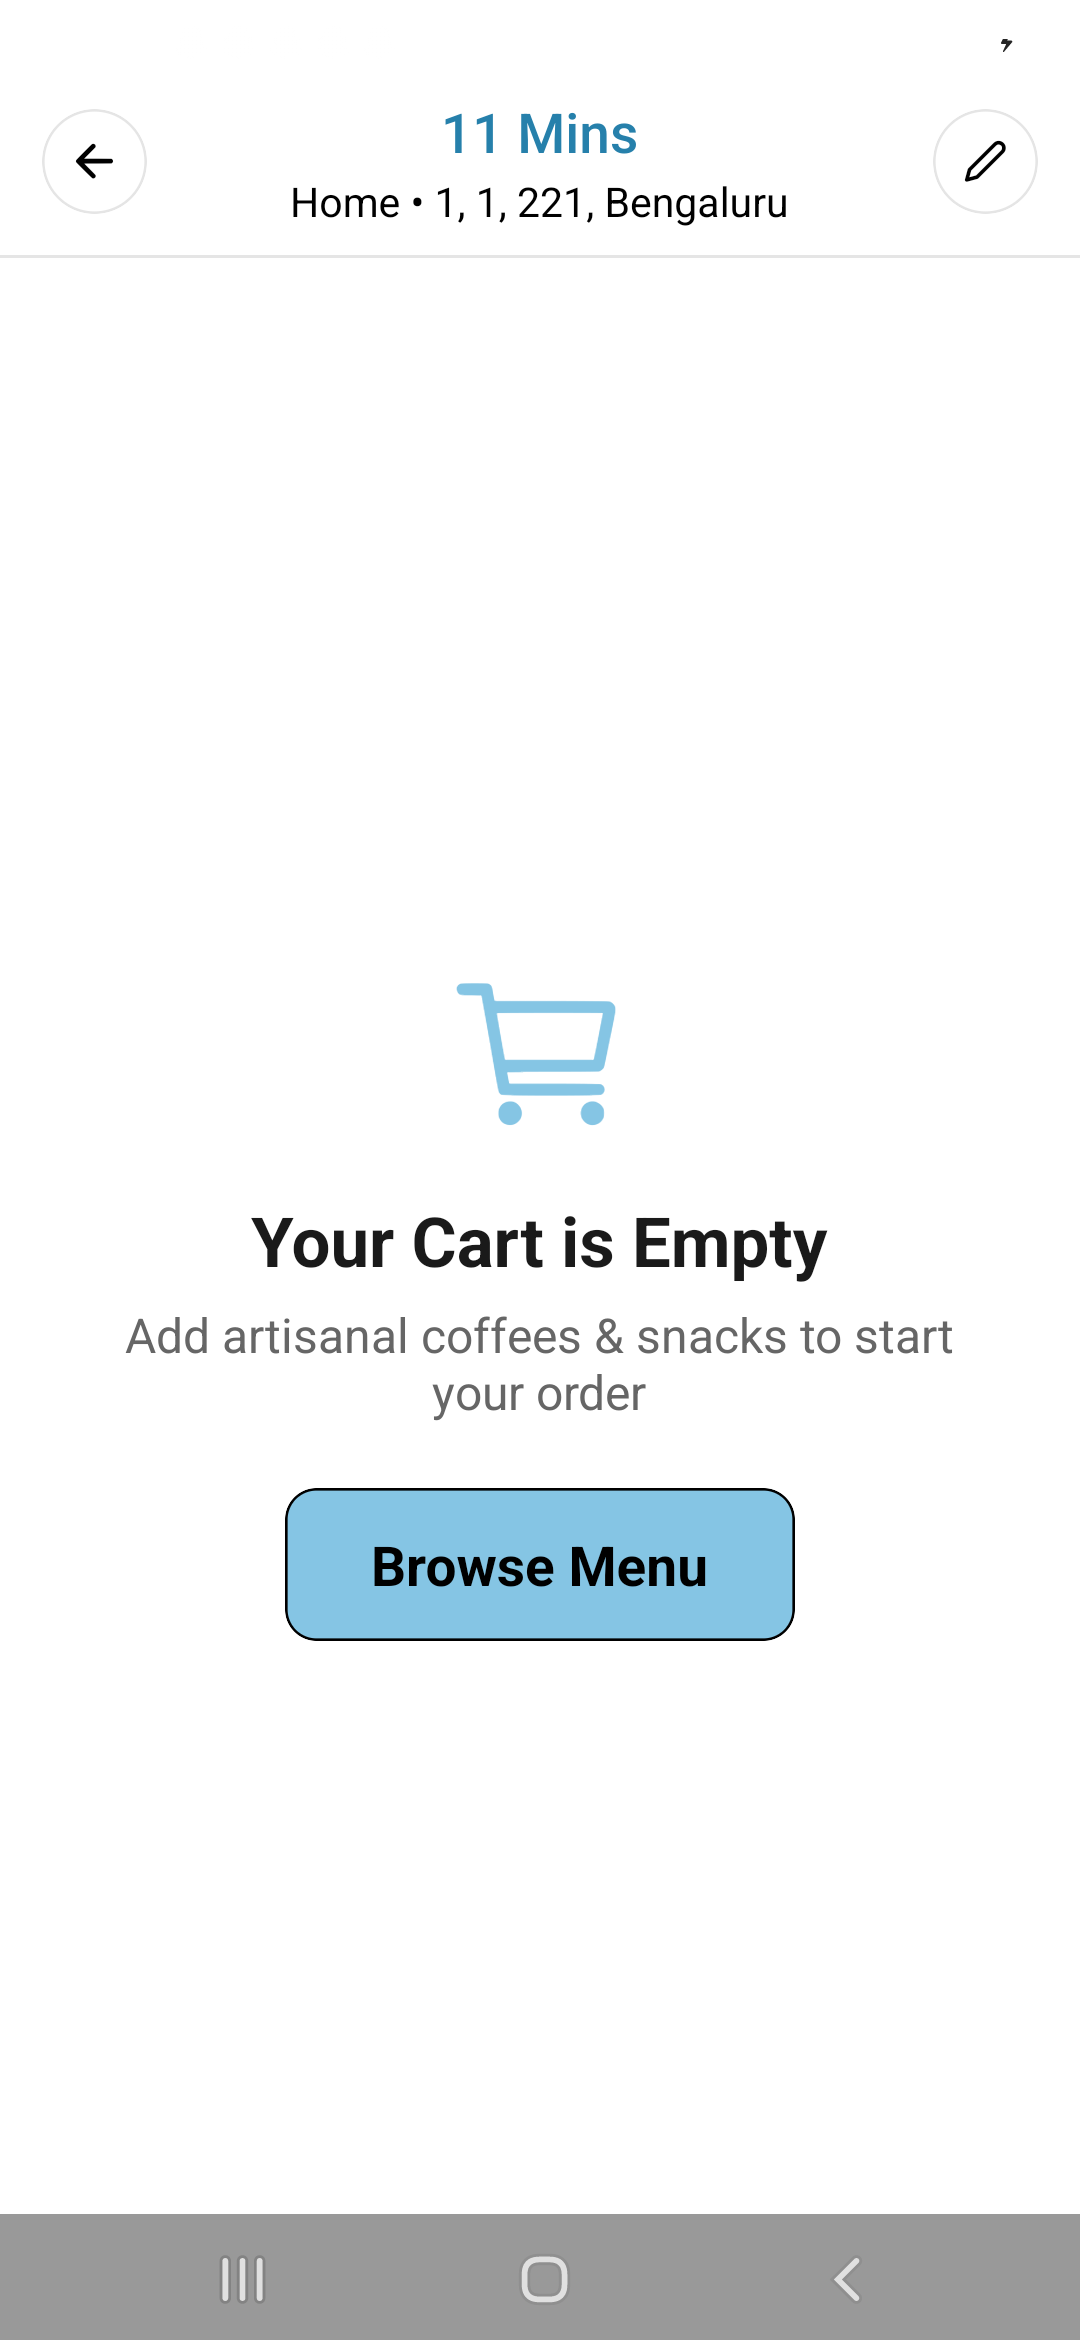 11 Mins
Home • 1, 1, 221, Bengaluru
Your Cart is Empty
Add artisanal coffees & snacks to start
your order
Browse Menu